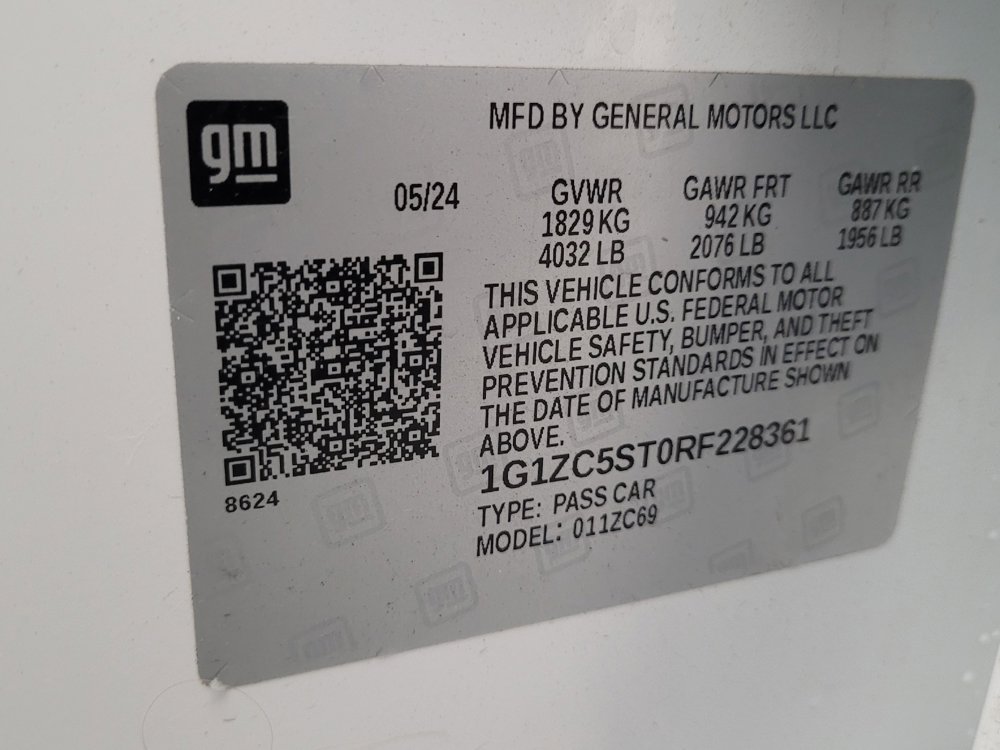 gm
MFD BY GENERAL MOTORS LLC
05/24 GVWR GAWR FRT GAWR RR
1829 KG 942 KG 887 KG
4032 LB 2076 LB 1956 LB
THIS VEHICLE CONFORMS TO ALL
APPLICABLE U.S. FEDERAL MOTOR
VEHICLE SAFETY, BUMPER, AND THEFT
PREVENTION STANDARDS IN EFFECT ON
THE DATE OF MANUFACTURE SHOWN
ABOVE.
1G1ZC5ST0RF228361
TYPE: PASS CAR
MODEL: 011ZC69
8624